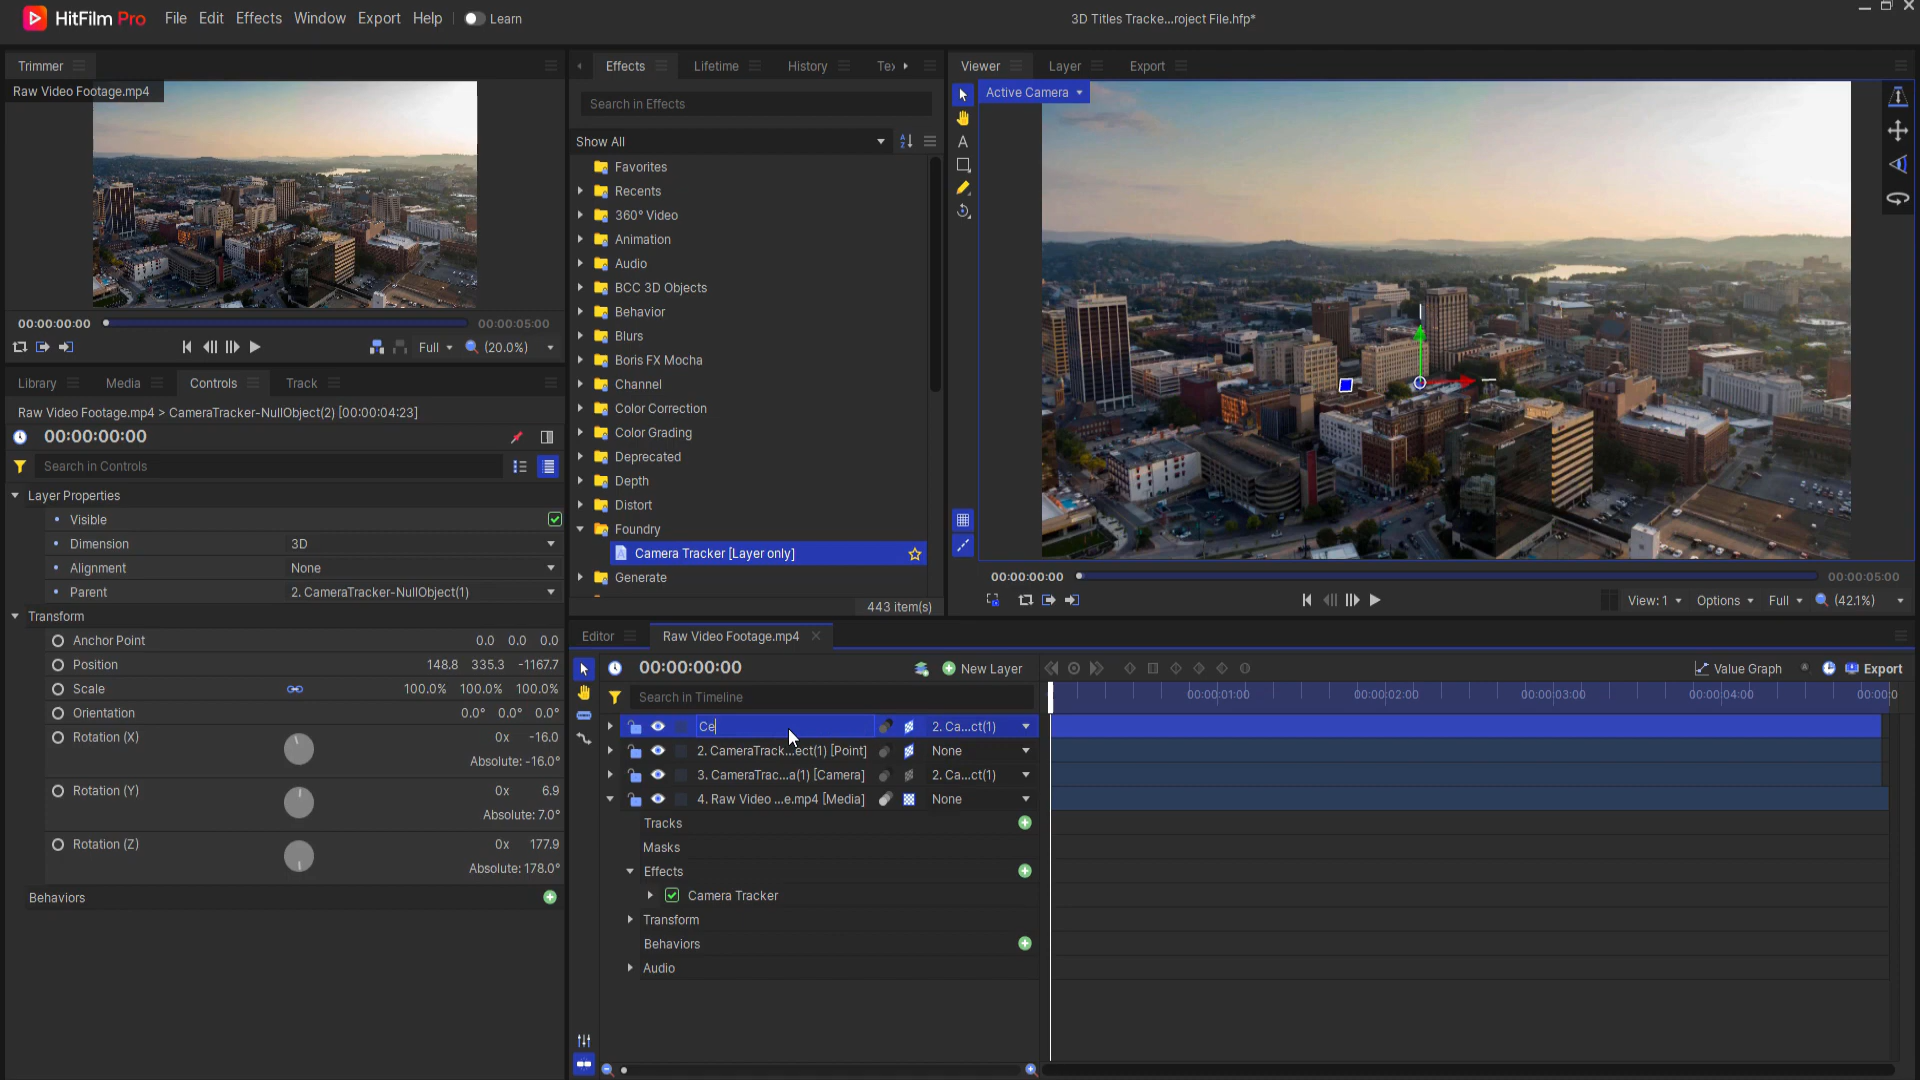 HitFilm Pro
File
Edit
Effects
Window
Export
Help
Learn
3D Titles Tracke...roject File.hfp*
Trimmer
Raw Video Footage.mp4
00:00:00:00
00:00:05:00
Full
(20.0%)
Library
Media
Controls
Track
Raw Video Footage.mp4 > CameraTracker-NullObject(2) [00:00:04:23]
00:00:00:00
Search in Controls
Layer Properties
Visible
Dimension 3D
Alignment None
Parent 2. CameraTracker-NullObject(1)
Transform
Anchor Point 0.0 0.0 0.0
Position 148.8 335.3 -1167.7
Scale 100.0% 100.0% 100.0%
Orientation 0.0° 0.0° 0.0°
Rotation (X) 0x -16.0
Absolute: -16.0°
Rotation (Y) 0x 6.9
Absolute: 7.0°
Rotation (Z) 0x 177.9
Absolute: 178.0°
Behaviors
Effects
Lifetime
History
Te
Search in Effects
Show All
Favorites
Recents
360° Video
Animation
Audio
BCC 3D Objects
Behavior
Blurs
Boris FX Mocha
Channel
Color Correction
Color Grading
Deprecated
Depth
Distort
Foundry
Camera Tracker [Layer only]
Generate
443 item(s)
Viewer
Layer
Export
Active Camera
00:00:00:00
00:00:05:00
View: 1
Options
Full
(42.1%)
Editor
Raw Video Footage.mp4
00:00:00:00
New Layer
Value Graph
Export
Search in Timeline
00:00:01:00
00:00:02:00
00:00:03:00
00:00:04:00
00:00:0
Ce
2. Ca...ct(1)
2. CameraTrack...ect(1) [Point]
None
3. CameraTrac...a(1) [Camera]
2. Ca...ct(1)
4. Raw Video ...e.mp4 [Media]
None
Tracks
Masks
Effects
Camera Tracker
Transform
Behaviors
Audio